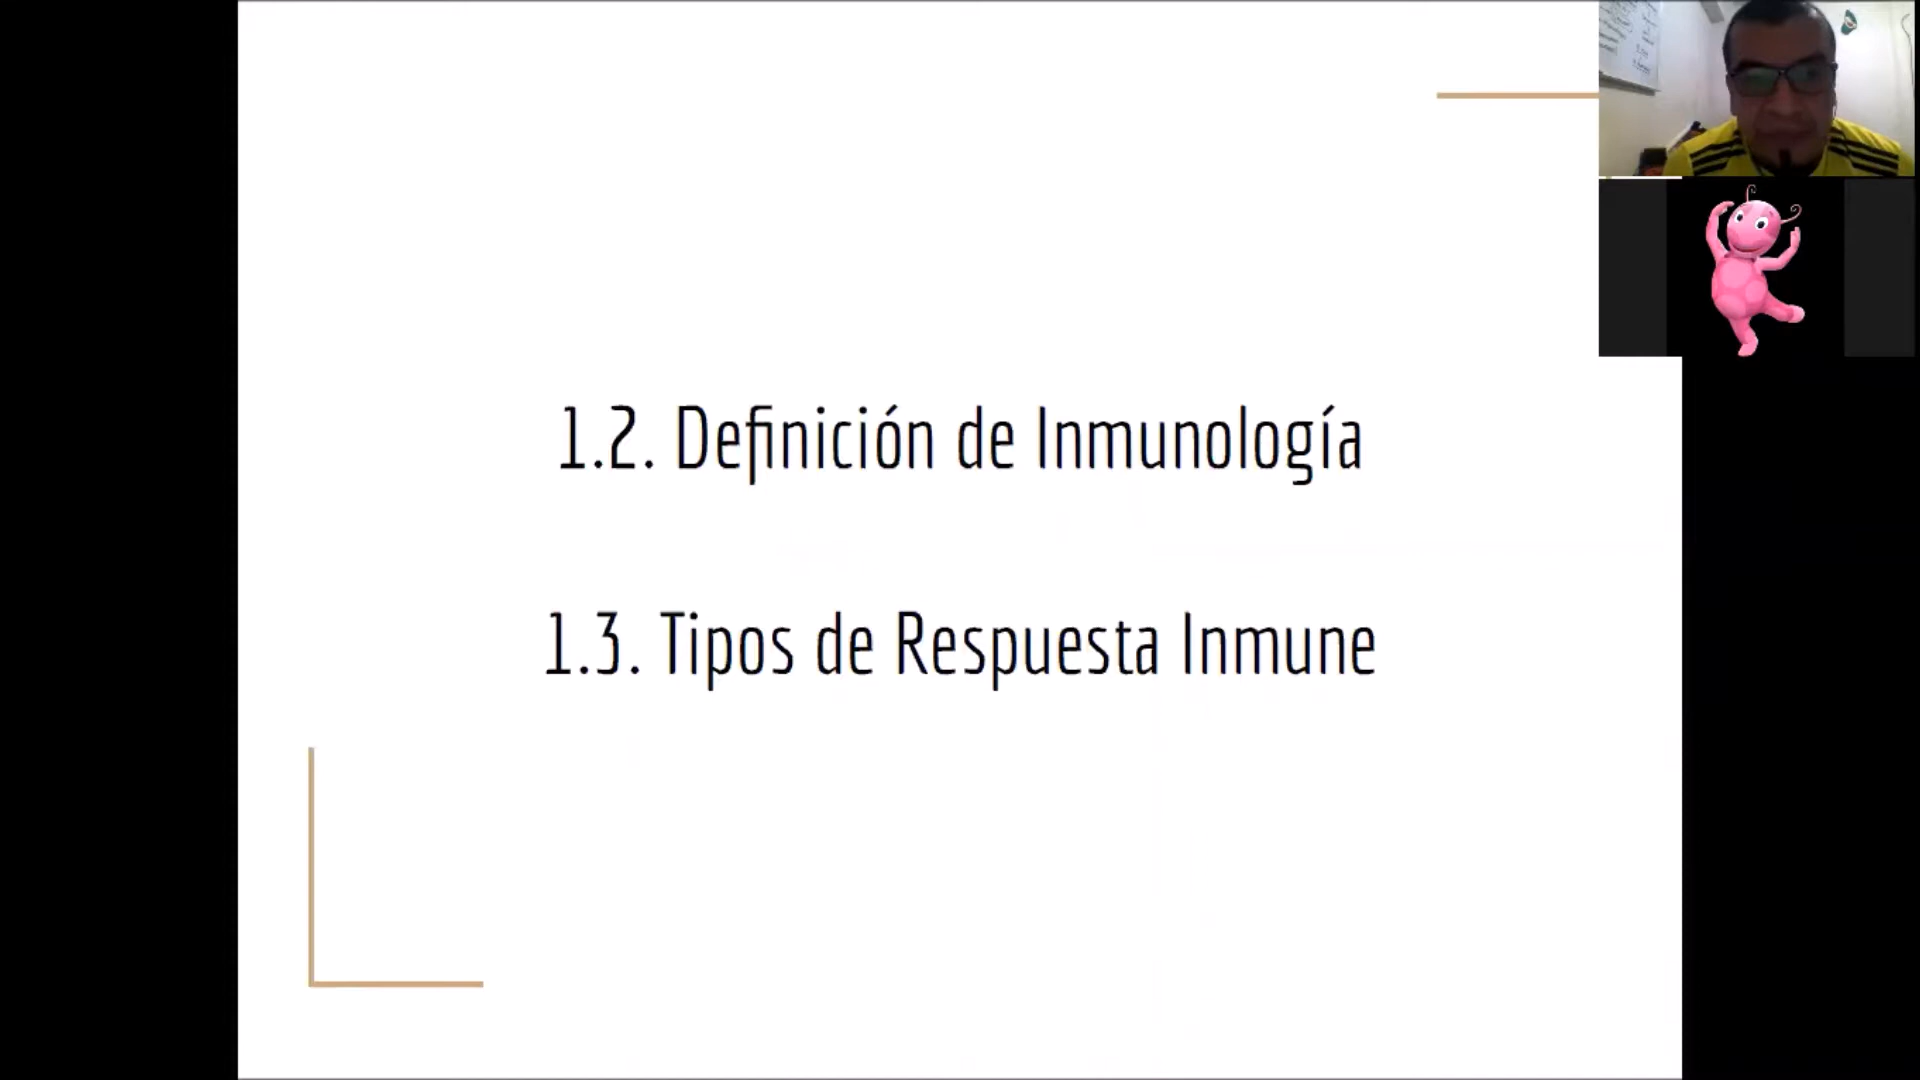 1.2. Definición de Inmunología
1.3. Tipos de Respuesta Inmune